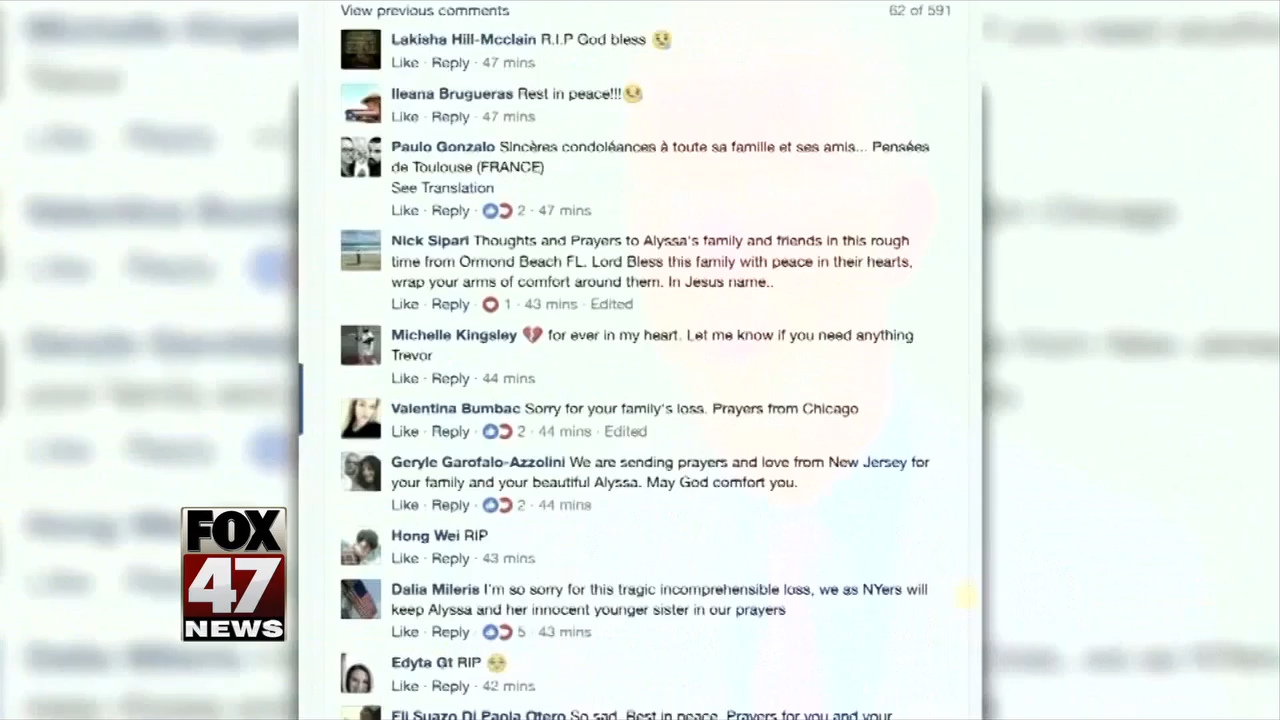 View previous comments 62 of 591
Lakisha Hill-Mcclain R.I.P God bless 😢
Like · Reply · 47 mins
Ileana Brugueras Rest in peace!!!😢
Like · Reply · 47 mins
Paulo Gonzalo Sincères condoléances à toute sa famille et ses amis... Pensées
de Toulouse (FRANCE)
See Translation
Like · Reply · 2 · 47 mins
Nick Sipari Thoughts and Prayers to Alyssa's family and friends in this rough
time from Ormond Beach FL. Lord Bless this family with peace in their hearts,
wrap your arms of comfort around them. In Jesus name..
Like · Reply · 1 · 43 mins · Edited
Michelle Kingsley 💔 for ever in my heart. Let me know if you need anything
Trevor
Like · Reply · 44 mins
Valentina Bumbac Sorry for your family's loss. Prayers from Chicago
Like · Reply · 2 · 44 mins · Edited
Geryle Garofalo-Azzolini We are sending prayers and love from New Jersey for
your family and your beautiful Alyssa. May God comfort you.
Like · Reply · 2 · 44 mins
Hong Wei RIP
Like · Reply · 43 mins
Dalia Mileris I'm so sorry for this tragic incomprehensible loss, we as NYers will
keep Alyssa and her innocent younger sister in our prayers
Like · Reply · 5 · 43 mins
Edyta Gt RIP 😢
Like · Reply · 42 mins
Eli Suazo Di Paola Otero So sad. Rest in peace. Prayers for you and your
FOX
47
NEWS